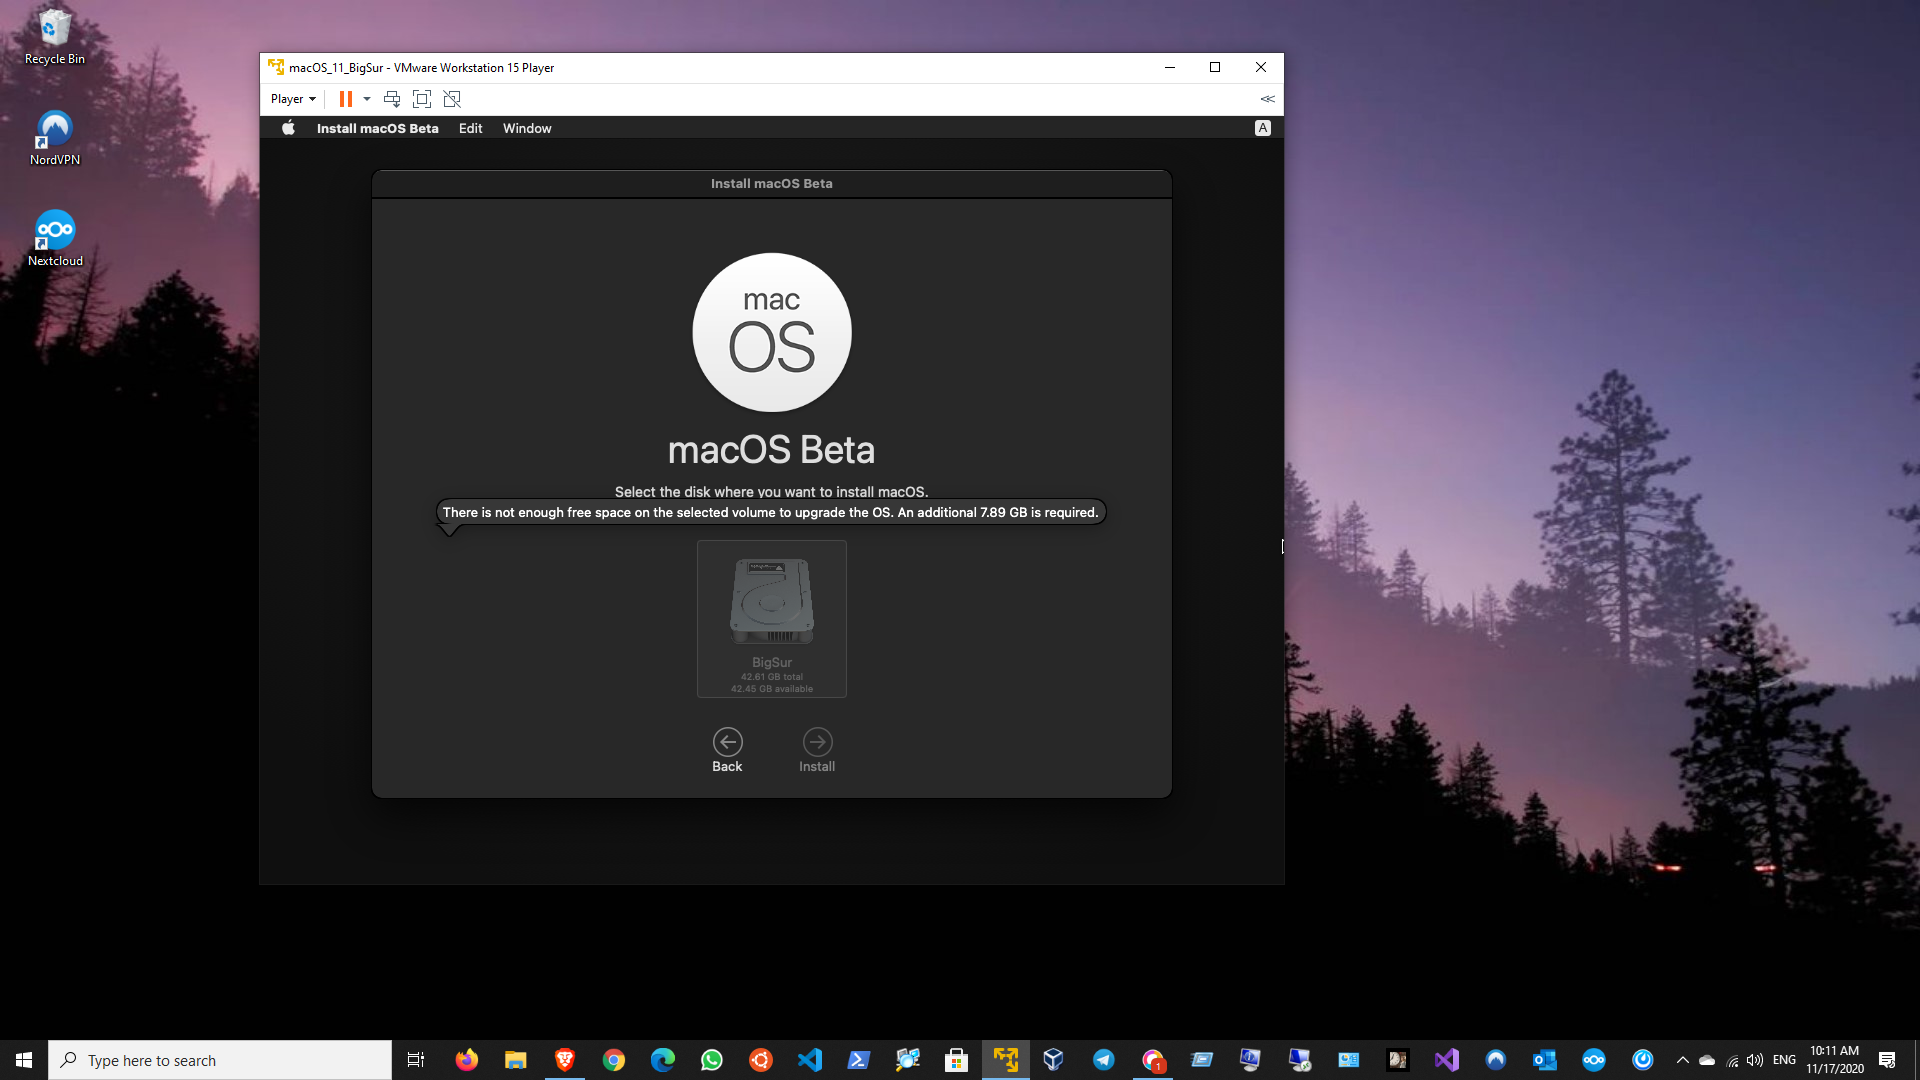 Recycle Bin
NordVPN
Nextcloud
macOS_11_BigSur - VMware Workstation 15 Player
Player
Install macOS Beta Edit Window
A
Install macOS Beta
mac
OS
macOS Beta
Select the disk where you want to install macOS.
There is not enough free space on the selected volume to upgrade the OS. An additional 7.89 GB is required.
BigSur
42.61 GB total
42.45 GB available
Back
Install
Type here to search
1
ENG
10:11 AM
11/17/2020